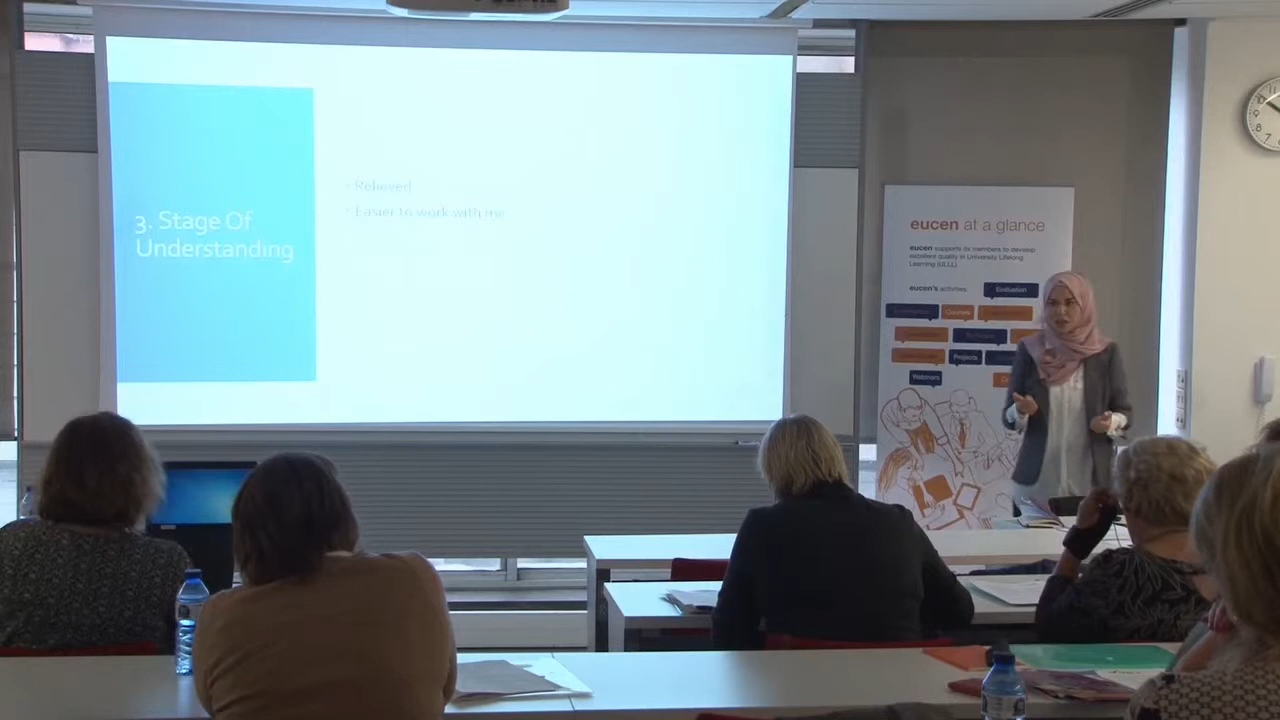 3. Stage Of
Understanding
Relieved
Easier to work with me
eucen at a glance
eucen supports its members to develop
excellent quality in University Lifelong
Learning (ULLL)
eucen's activities
Evaluation
Courses
Projects
Webinars